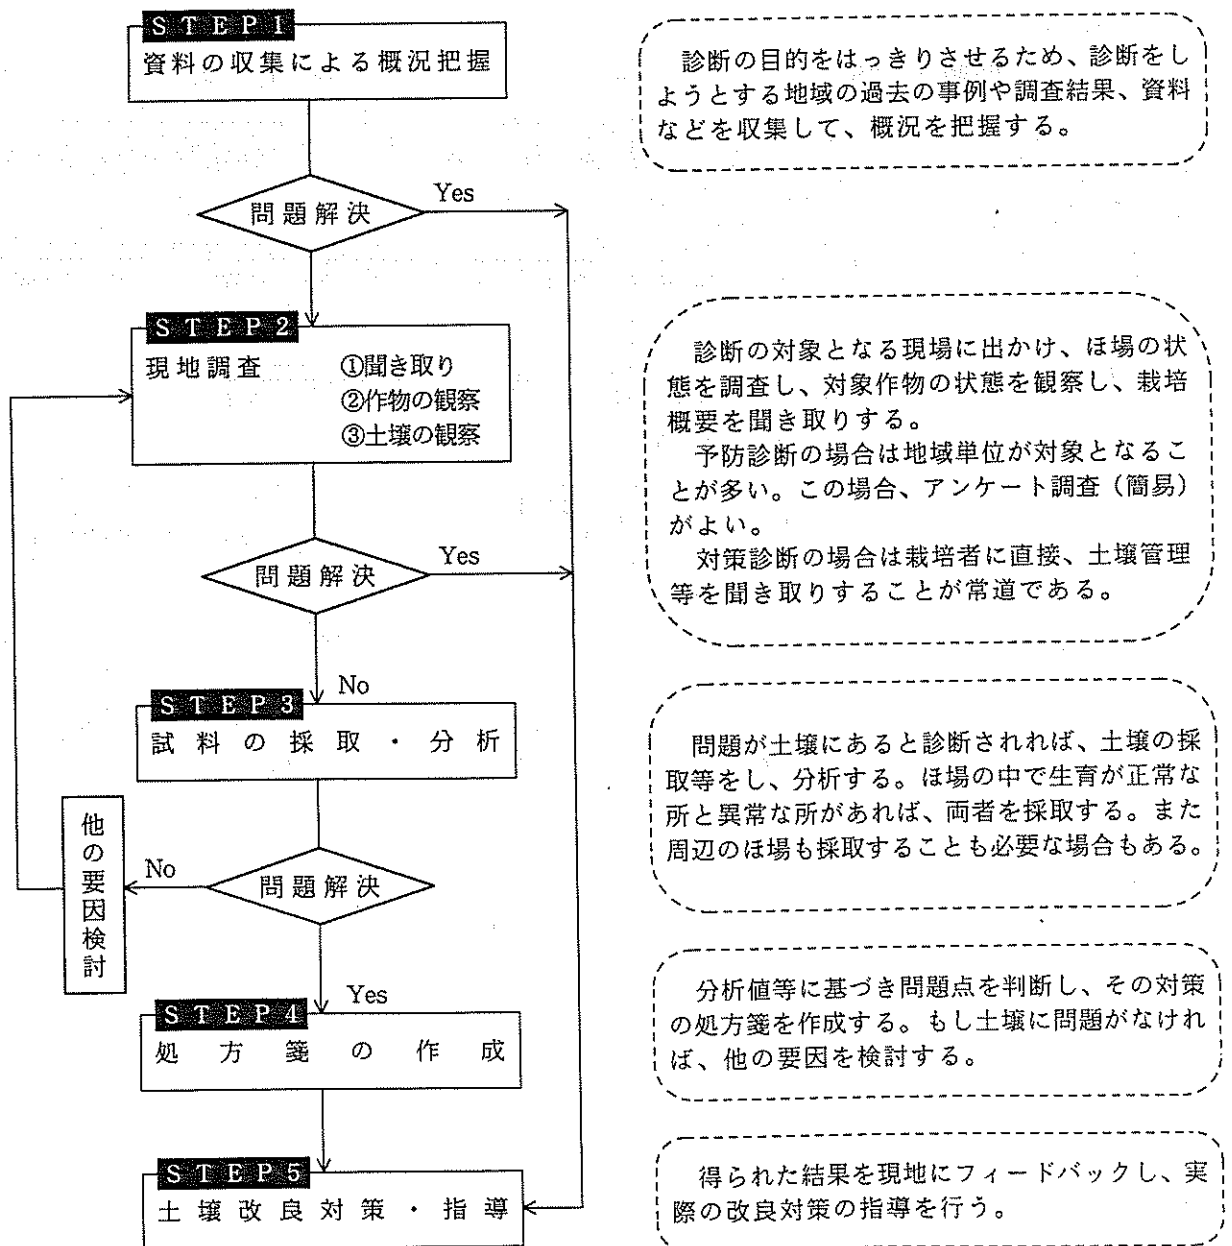 STEP1
資料の収集による概況把握
診断の目的をはっきりさせるため、診断をし
ようとする地域の過去の事例や調査結果、資料
などを収集して、概況を把握する。
問題解決
Yes
STEP2
現地調査 ①聞き取り
②作物の観察
③土壌の観察
診断の対象となる現場に出かけ、ほ場の状
態を調査し、対象作物の状態を観察し、栽培
概要を聞き取りする。
予防診断の場合は地域単位が対象となるこ
とが多い。この場合、アンケート調査（簡易）
がよい。
対策診断の場合は栽培者に直接、土壌管理
等を聞き取りすることが常道である。
問題解決
Yes
No
STEP3
試料の採取・分析
問題が土壌にあると診断されれば、土壌の採
取等をし、分析する。ほ場の中で生育が正常な
所と異常な所があれば、両者を採取する。また
周辺のほ場も採取することも必要な場合もある。
他の要因検討
No
問題解決
Yes
STEP4
処方箋の作成
分析値等に基づき問題点を判断し、その対策
の処方箋を作成する。もし土壌に問題がなけれ
ば、他の要因を検討する。
STEP5
土壌改良対策・指導
得られた結果を現地にフィードバックし、実
際の改良対策の指導を行う。